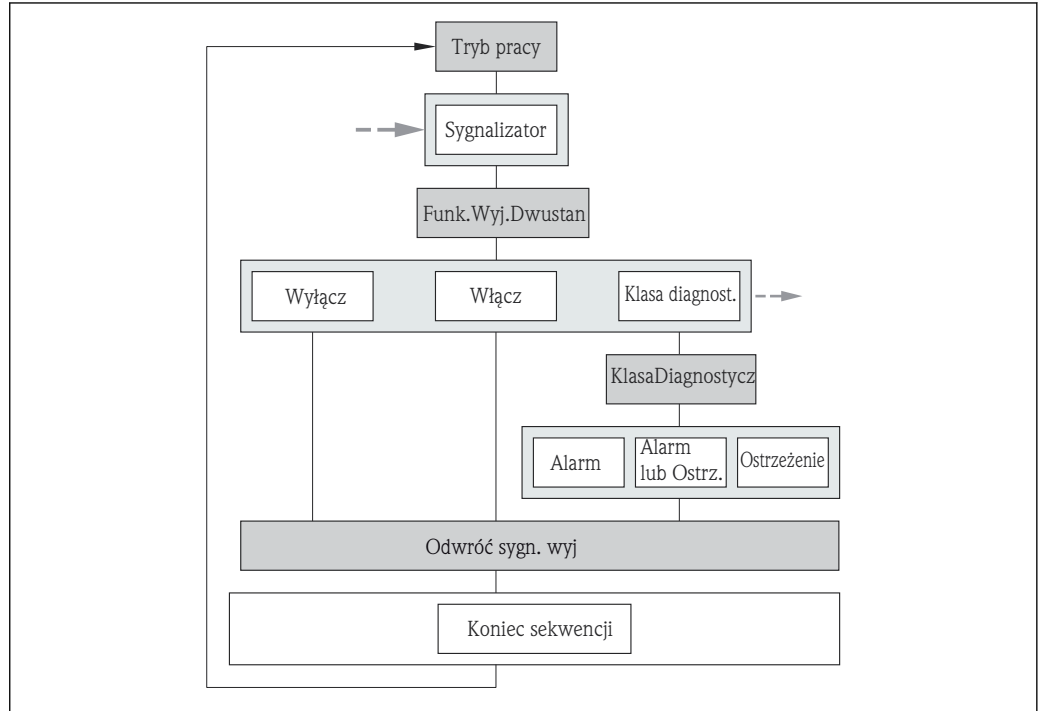 Tryb pracy
Sygnalizator
Funk.Wyj.Dwustan
Wyłącz
Włącz
Klasa diagnost.
KlasaDiagnostycz
Alarm
Alarm
lub Ostrz.
Ostrzeżenie
Odwróć sygn. wyj
Koniec sekwencji